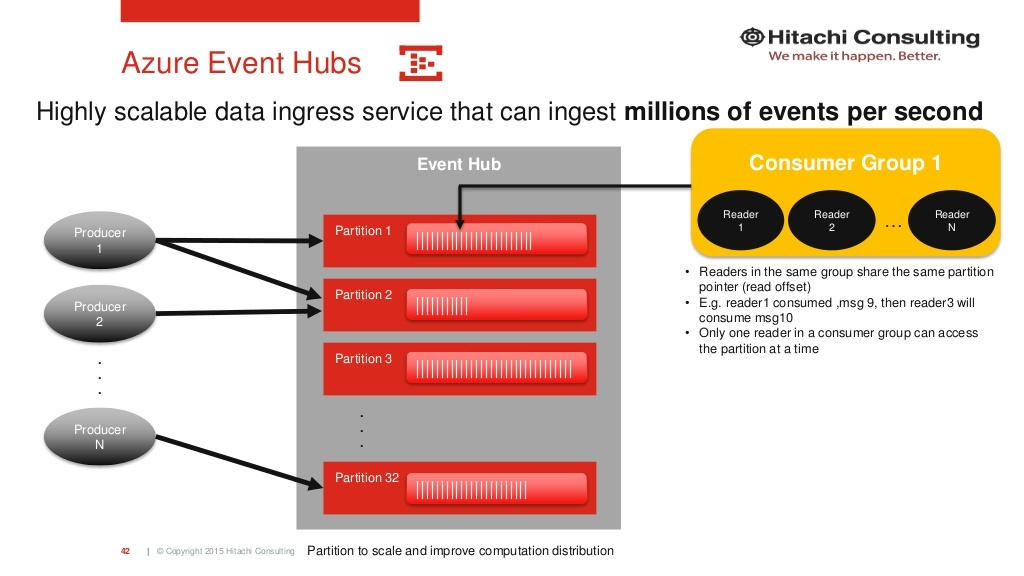 Hitachi Consulting
We make it happen. Better.
Azure Event Hubs
Highly scalable data ingress service that can ingest millions of events per second
Event Hub
Consumer Group 1
Reader
1
Reader
2
...
Reader
N
Producer
1
Producer
2
.
.
.
Producer
N
Partition 1
Partition 2
Partition 3
.
.
.
Partition 32
• Readers in the same group share the same partition
pointer (read offset)
• E.g. reader1 consumed ,msg 9, then reader3 will
consume msg10
• Only one reader in a consumer group can access
the partition at a time
42 | © Copyright 2015 Hitachi Consulting
Partition to scale and improve computation distribution